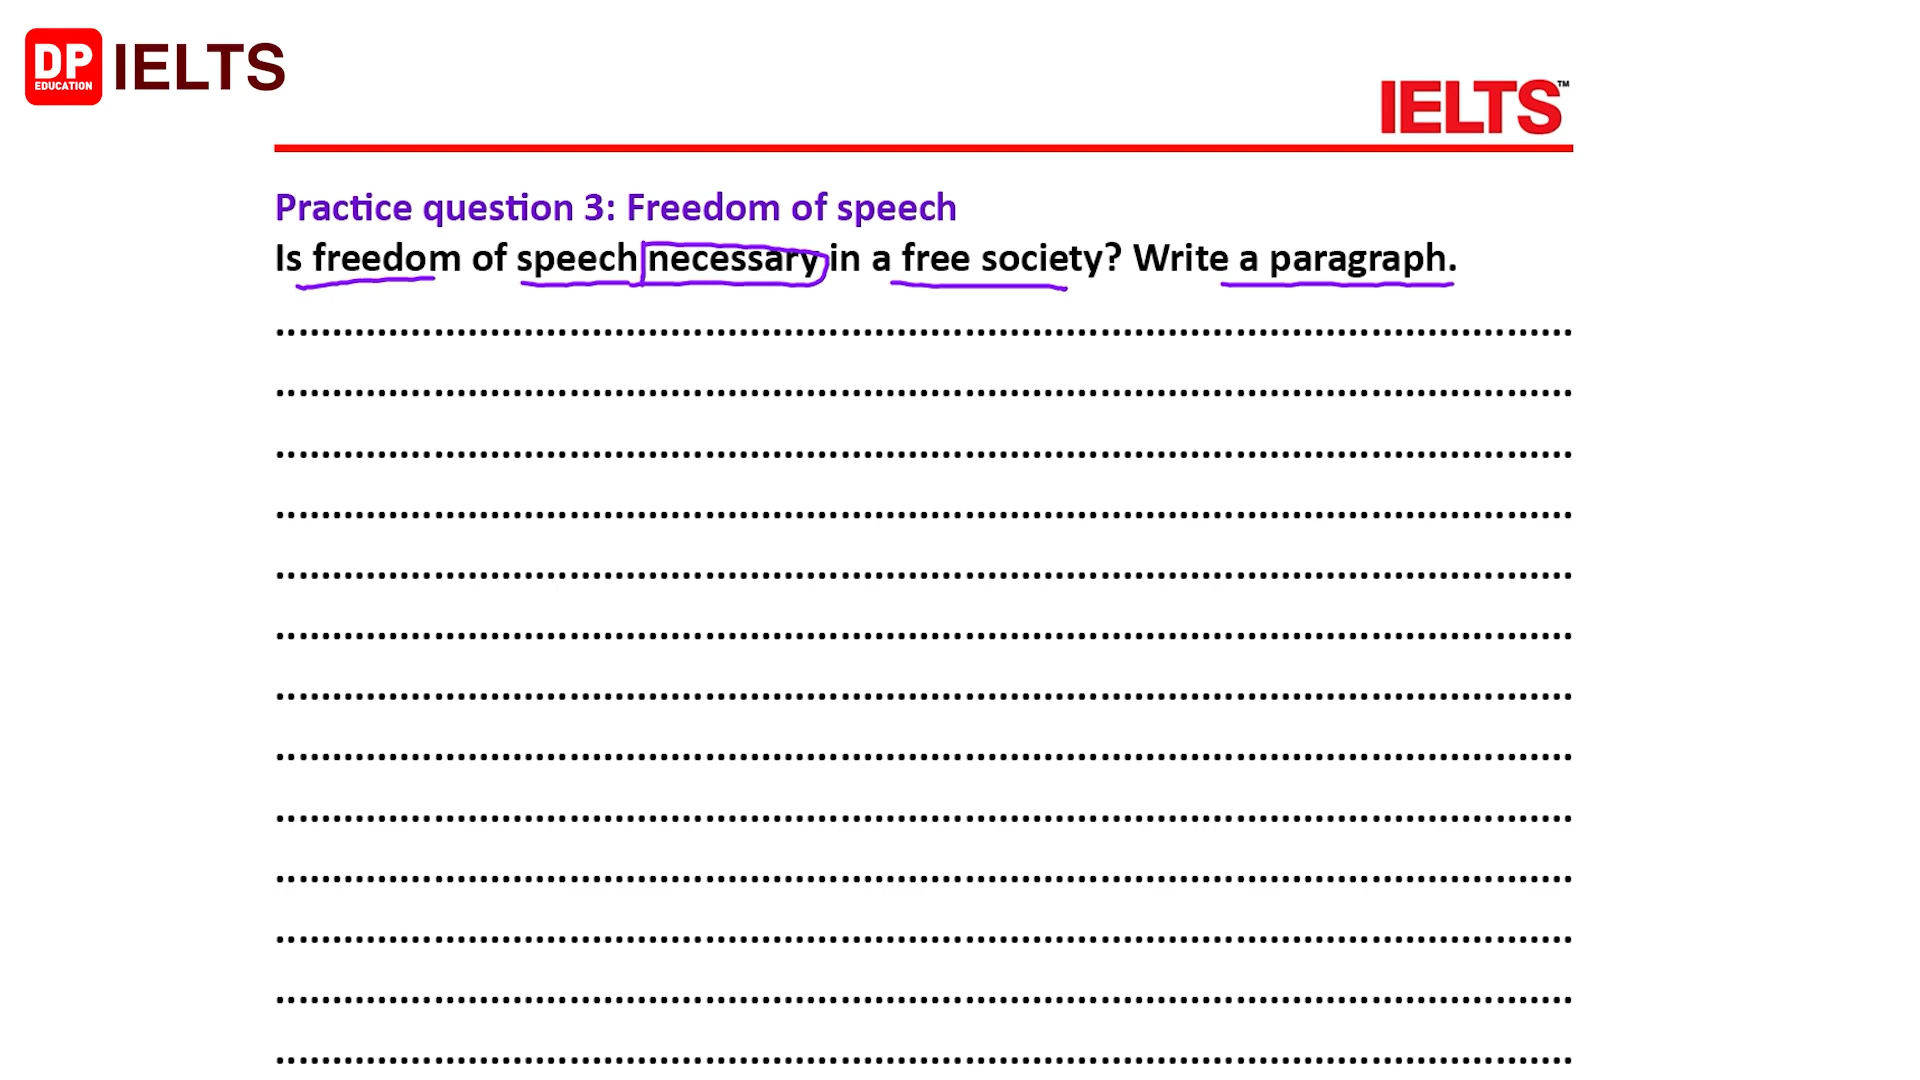 DP
EDUCATION
IELTS
IELTS™
Practice question 3: Freedom of speech
Is freedom of speech necessary in a free society? Write a paragraph.